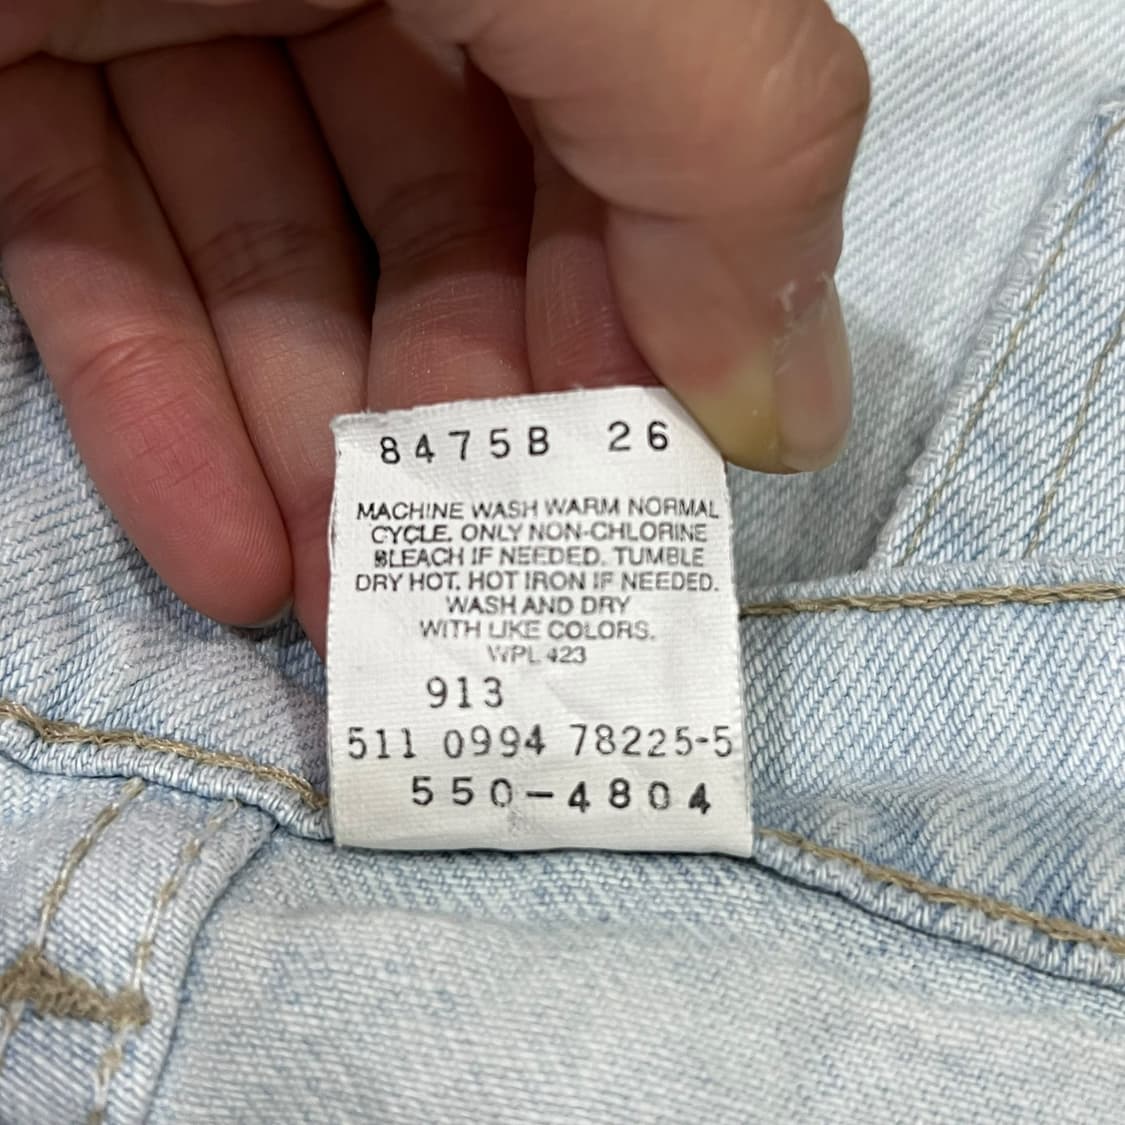 8475B 26
MACHINE WASH WARM NORMAL
CYCLE. ONLY NON-CHLORINE
BLEACH IF NEEDED. TUMBLE
DRY HOT. HOT IRON IF NEEDED.
WASH AND DRY
WITH LIKE COLORS.
WPL 423
913
511 0994 78225-5
550-4804